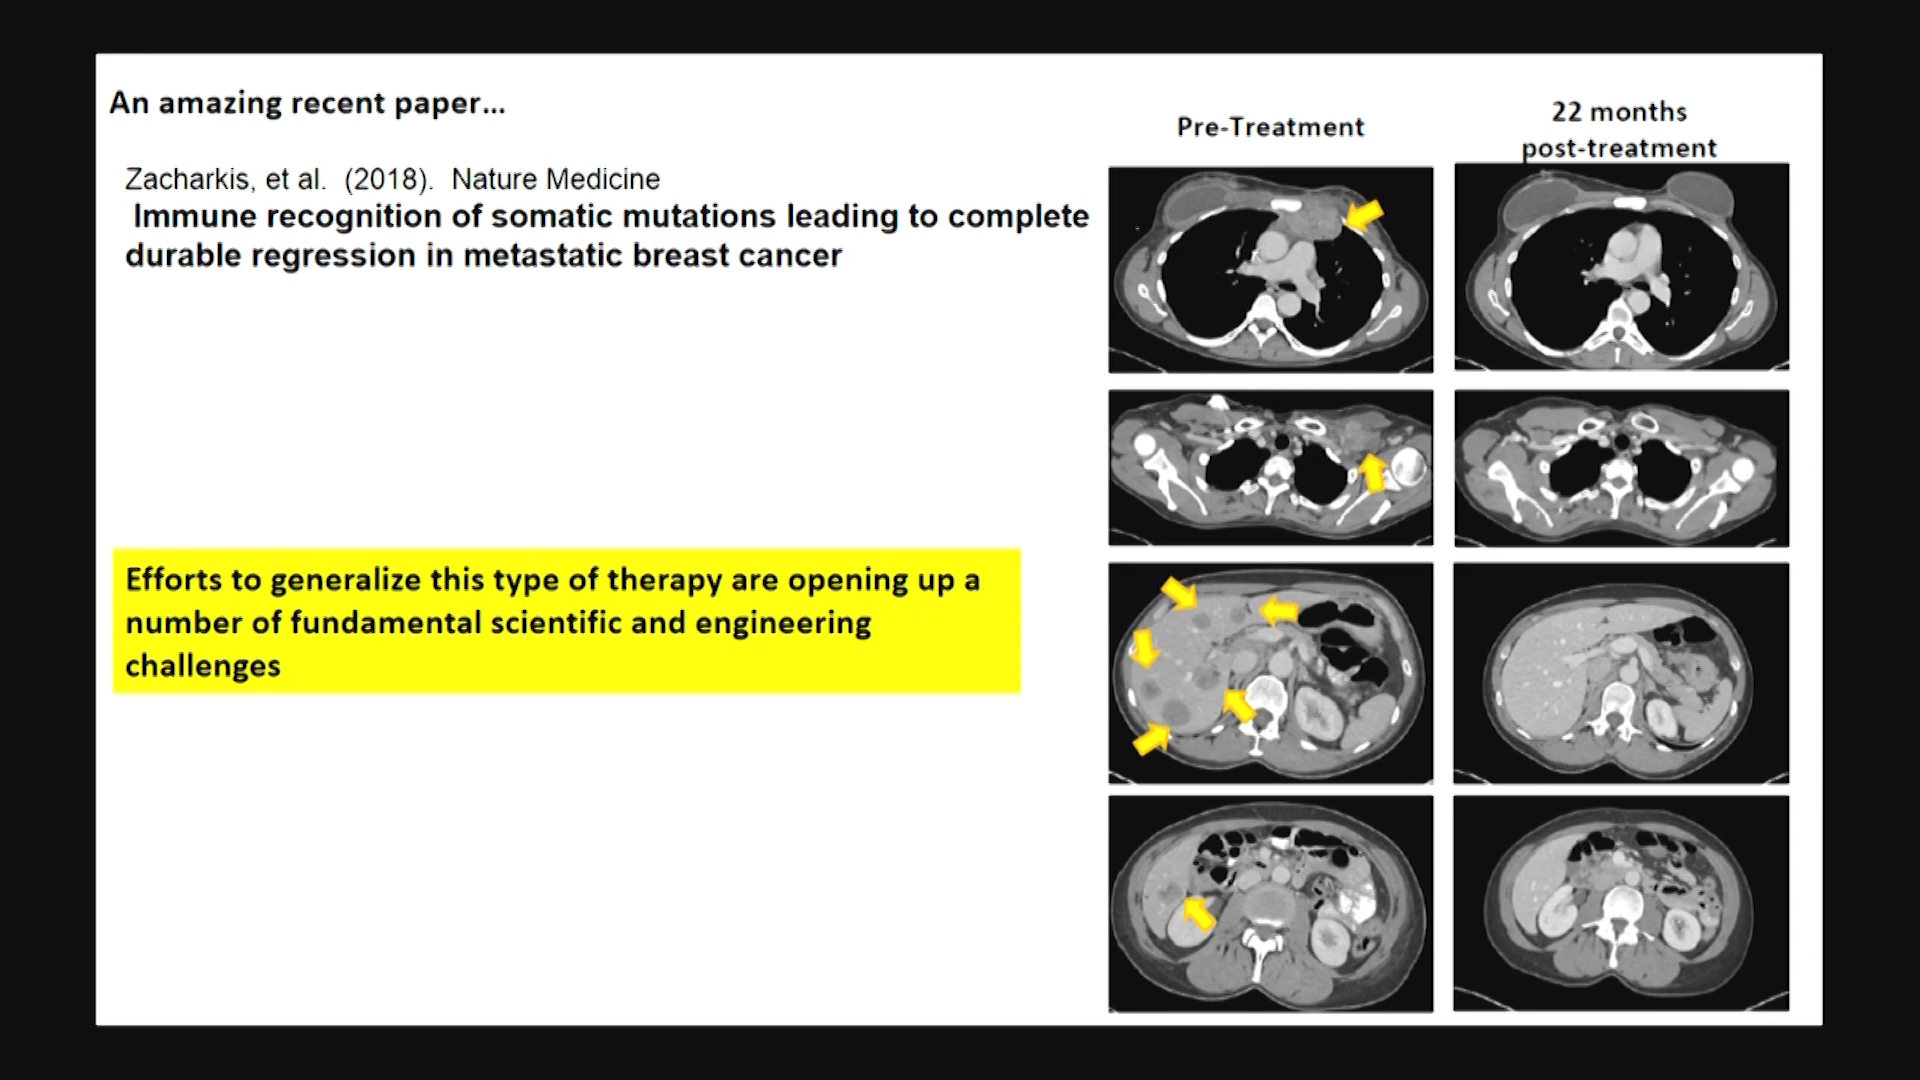 An amazing recent paper...
Zacharkis, et al. (2018). Nature Medicine
Immune recognition of somatic mutations leading to complete
durable regression in metastatic breast cancer
Efforts to generalize this type of therapy are opening up a
number of fundamental scientific and engineering
challenges
Pre-Treatment
22 months
post-treatment